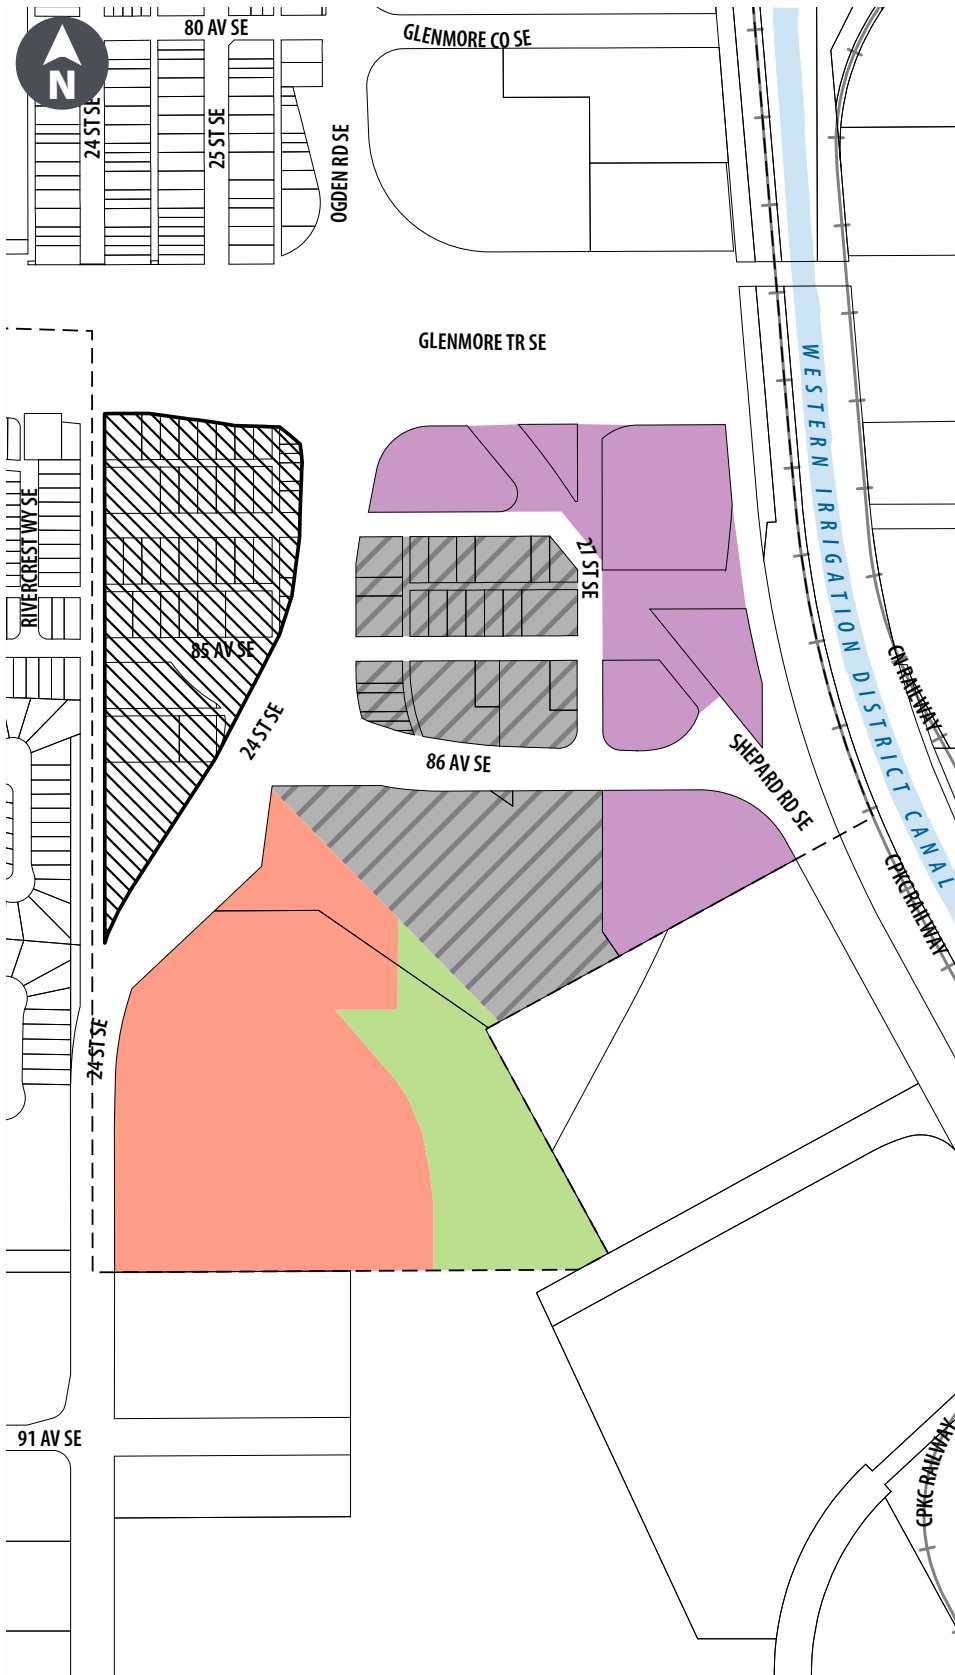 80 AV SE
GLENMORE CO SE
N
24 ST SE
25 ST SE
OGDEN RD SE
GLENMORE TR SE
WESTERN IRRIGATION DISTRICT CANAL
RIVERCREST WY SE
27 ST SE
85 AV SE
CN RAILWAY
24 ST SE
86 AV SE
SHEPARD RD SE
CPKC RAILWAY
24 ST SE
91 AV SE
CPKC RAILWAY